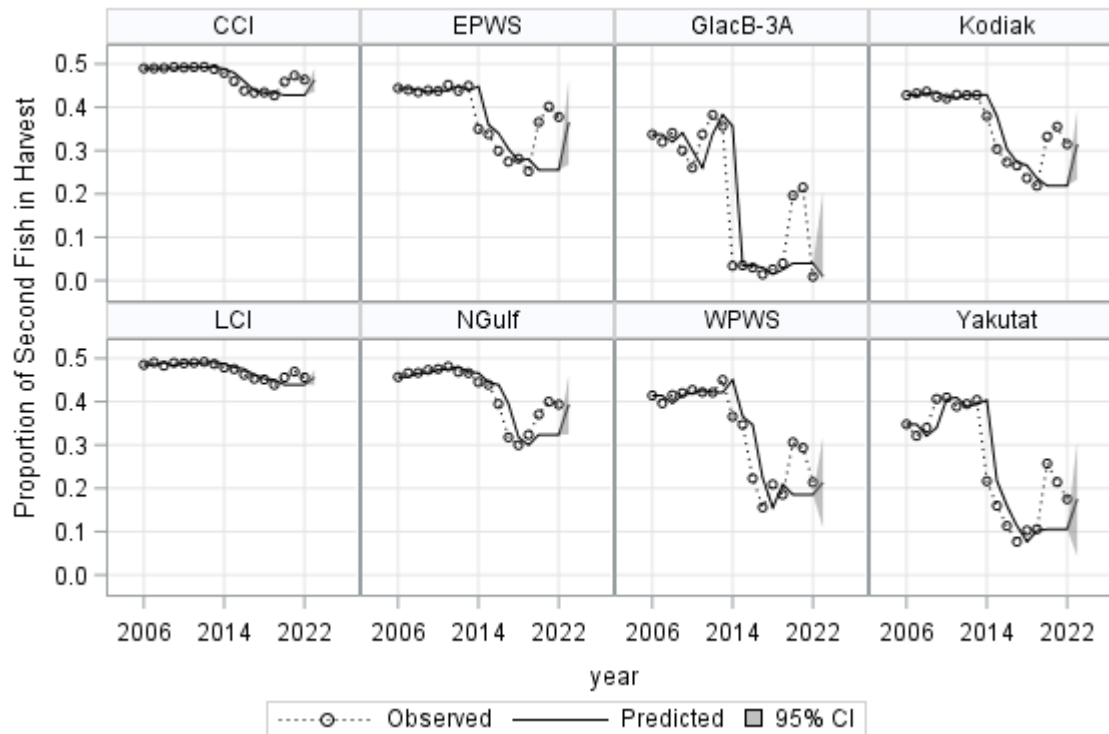 CCI EPWS GlacB-3A Kodiak
Proportion of Second Fish in Harvest
0.5
0.4
0.3
0.2
0.1
0.0
LCI NGulf WPWS Yakutat
0.5
0.4
0.3
0.2
0.1
0.0
2006 2014 2022 2006 2014 2022 2006 2014 2022 2006 2014 2022
year
Observed Predicted 95% CI